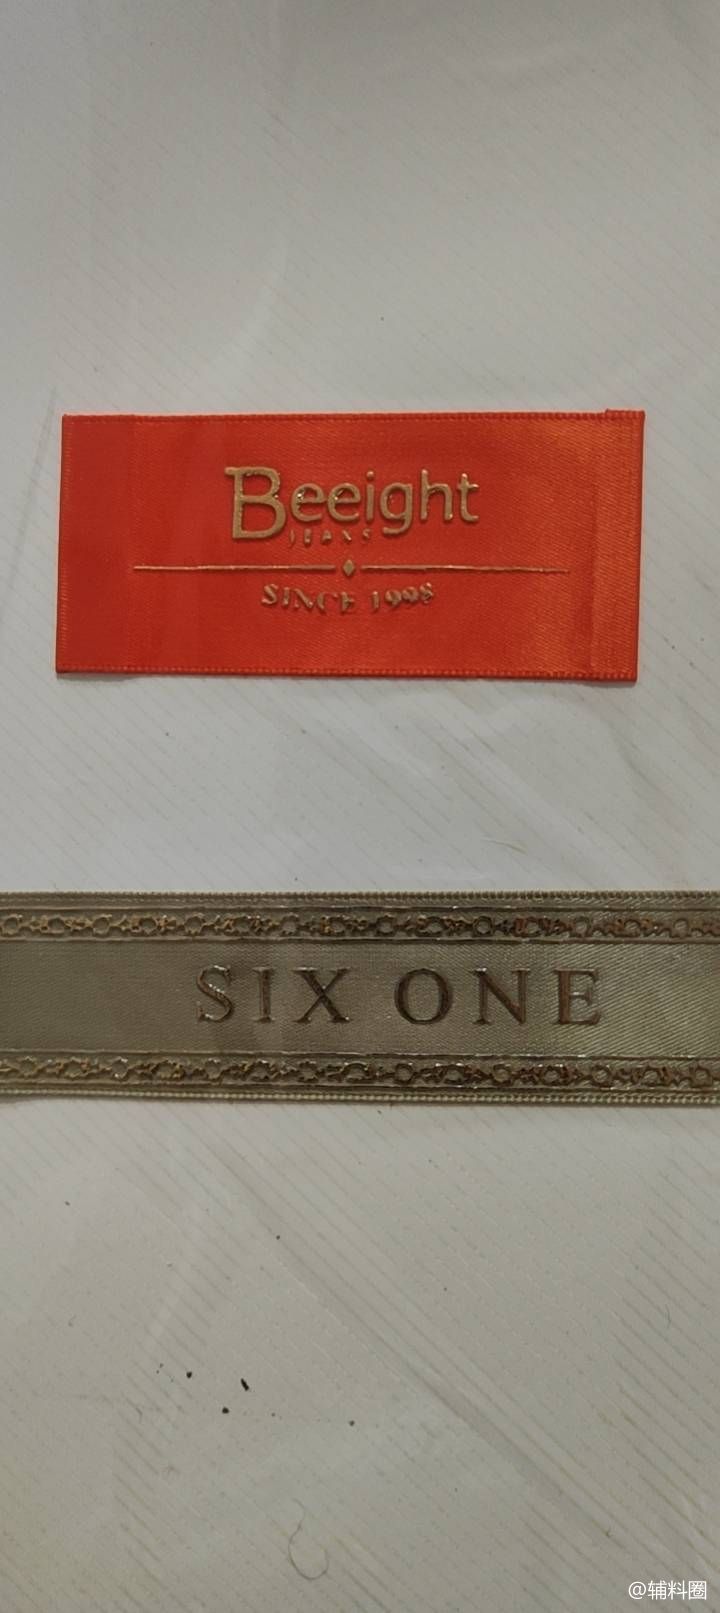 Beeight
JEANS
SINCE 1998
SIX ONE
@辅料圈